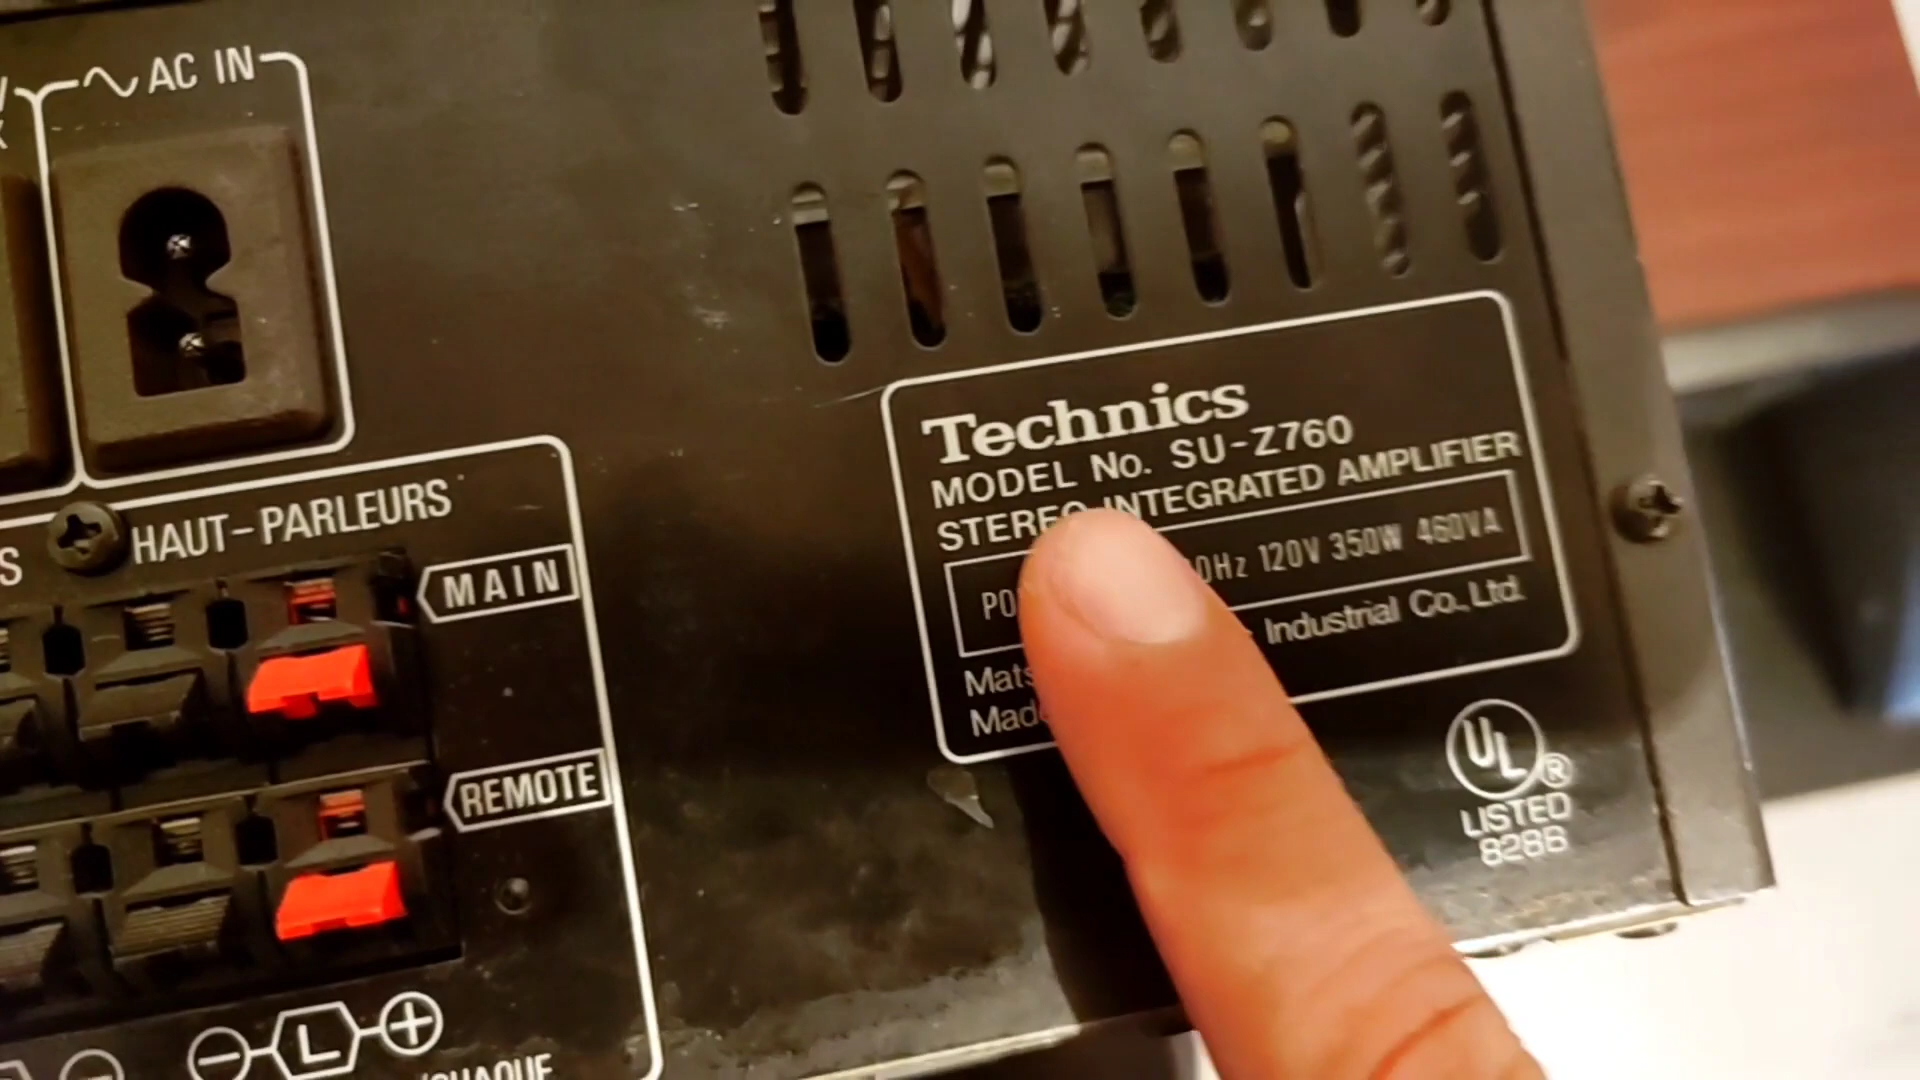 AC IN
HAUT-PARLEURS
MAIN
REMOTE
L
Technics
MODEL No. SU-Z760
STEREO INTEGRATED AMPLIFIER
120V 350W 460VA
Industrial Co., Ltd.
UL ®
LISTED
828B